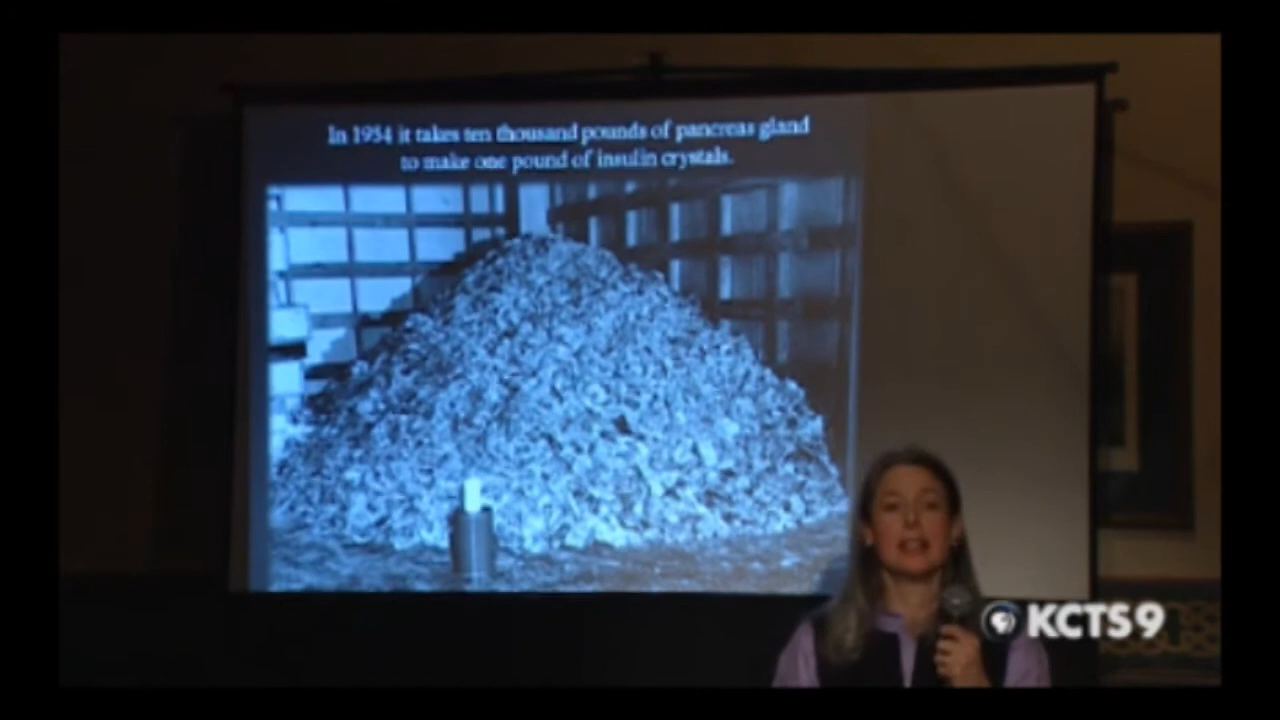 In 1954 it takes ten thousand pounds of pancreas gland
to make one pound of insulin crystals.
KCTS9